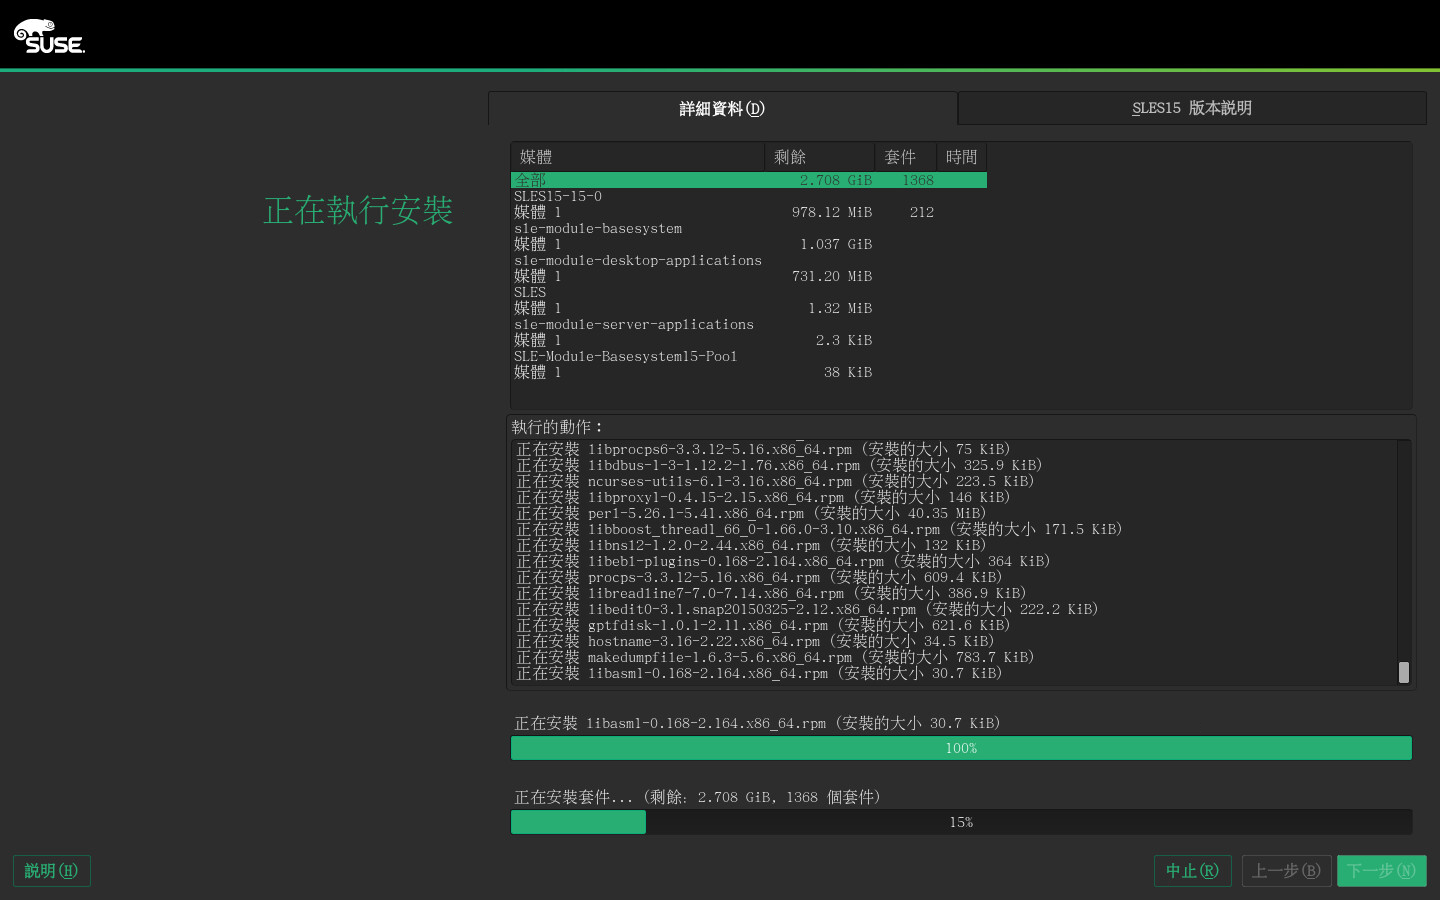 SUSE.
詳細資料(D)
SLES15 版本說明
正在執行安裝
媒體 剩餘 套件 時間
全部 2.708 GiB 1368
SLES15-15-0
媒體 1 978.12 MiB 212
sle-module-basesystem
媒體 1 1.037 GiB
sle-module-desktop-applications
媒體 1 731.20 MiB
SLES
媒體 1 1.32 MiB
sle-module-server-applications
媒體 1 2.3 KiB
SLE-Module-Basesystem15-Pool
媒體 1 38 KiB
執行的動作：
正在安裝 libprocps6-3.3.12-5.16.x86_64.rpm (安裝的大小 75 KiB)
正在安裝 libdbus-1-3-1.12.2-1.76.x86_64.rpm (安裝的大小 325.9 KiB)
正在安裝 ncurses-utils-6.1-3.16.x86_64.rpm (安裝的大小 223.5 KiB)
正在安裝 libproxy1-0.4.15-2.15.x86_64.rpm (安裝的大小 146 KiB)
正在安裝 perl-5.26.1-5.41.x86_64.rpm (安裝的大小 40.35 MiB)
正在安裝 libboost_thread1_66_0-1.66.0-3.10.x86_64.rpm (安裝的大小 171.5 KiB)
正在安裝 libnsl2-1.2.0-2.44.x86_64.rpm (安裝的大小 132 KiB)
正在安裝 libebl-plugins-0.168-2.164.x86_64.rpm (安裝的大小 364 KiB)
正在安裝 procps-3.3.12-5.16.x86_64.rpm (安裝的大小 609.4 KiB)
正在安裝 libreadline7-7.0-7.14.x86_64.rpm (安裝的大小 386.9 KiB)
正在安裝 libedit0-3.1.snap20150325-2.12.x86_64.rpm (安裝的大小 222.2 KiB)
正在安裝 gptfdisk-1.0.1-2.11.x86_64.rpm (安裝的大小 621.6 KiB)
正在安裝 hostname-3.16-2.22.x86_64.rpm (安裝的大小 34.5 KiB)
正在安裝 makedumpfile-1.6.3-5.6.x86_64.rpm (安裝的大小 783.7 KiB)
正在安裝 libasm1-0.168-2.164.x86_64.rpm (安裝的大小 30.7 KiB)
正在安裝 libasm1-0.168-2.164.x86_64.rpm (安裝的大小 30.7 KiB)
100%
正在安裝套件... (剩餘: 2.708 GiB, 1368 個套件)
15%
說明(H)
中止(R)
上一步(B)
下一步(N)